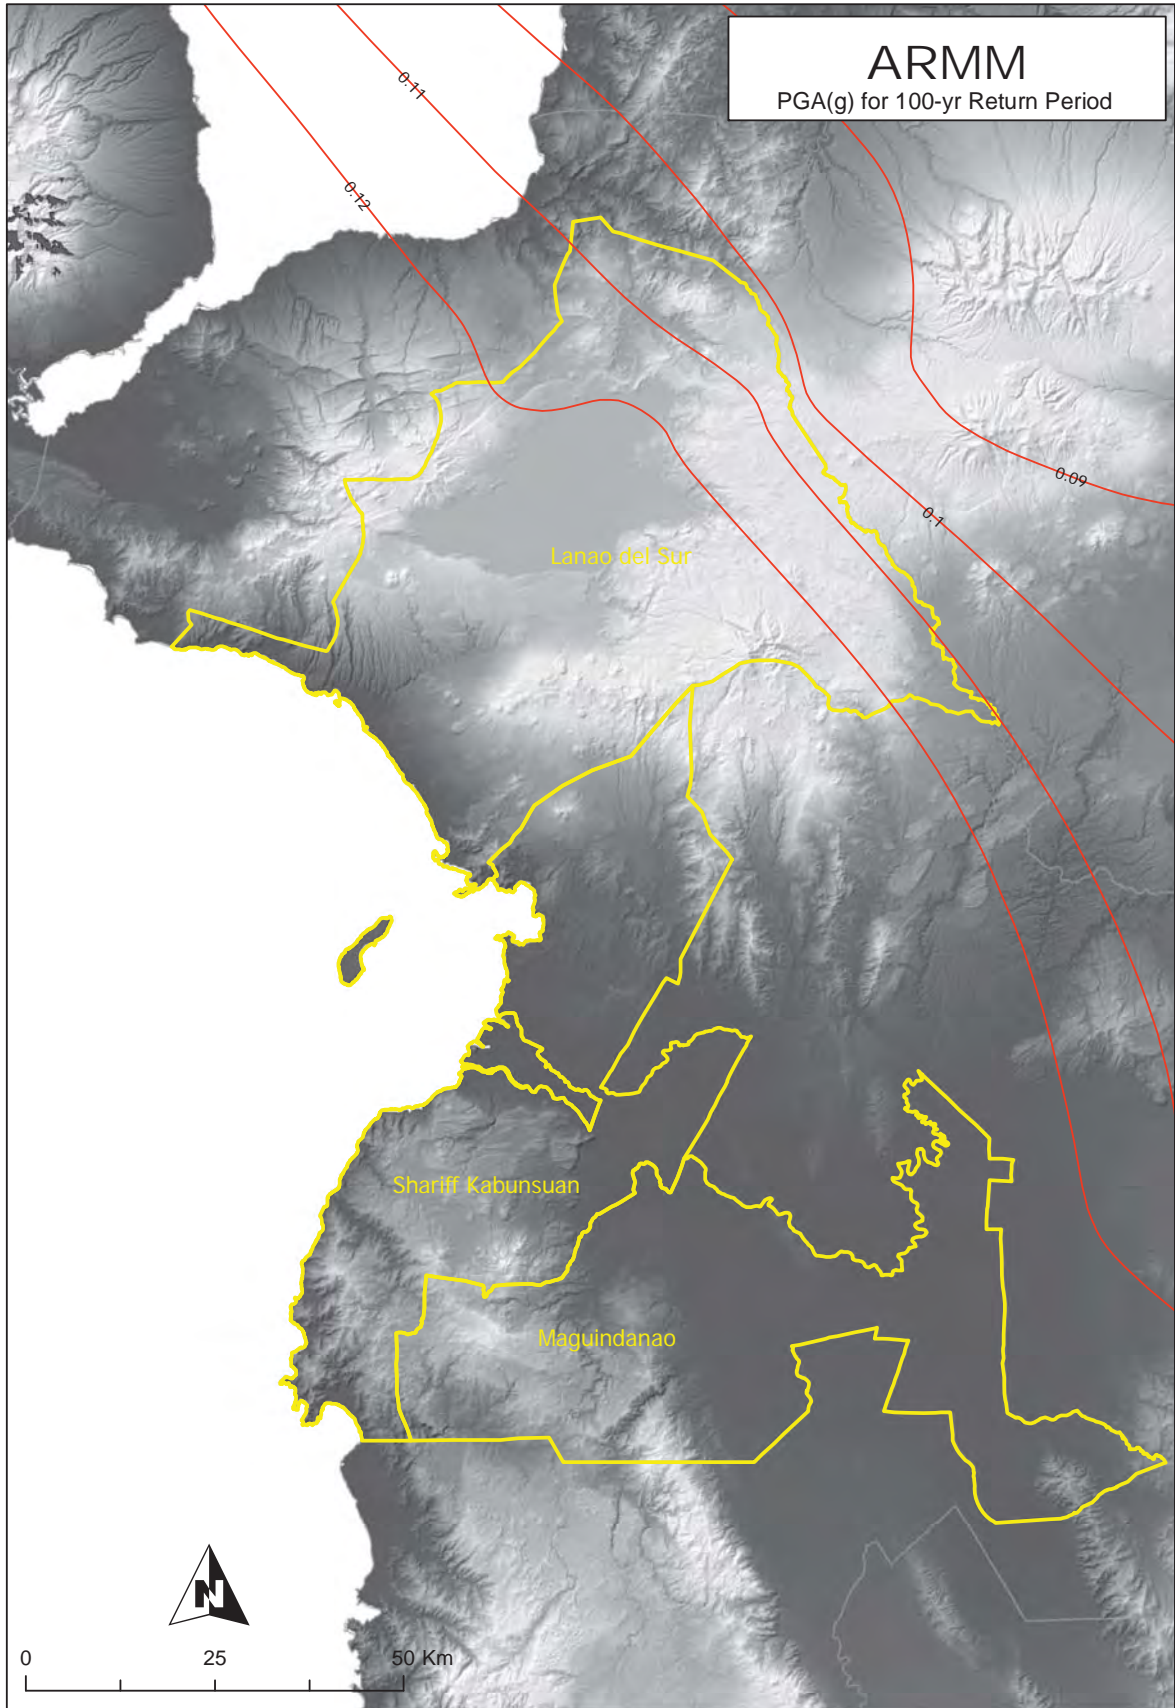 ARMM
PGA(g) for 100-yr Return Period
0.11
0.12
0.09
0.1
Lanao del Sur
Shariff Kabunsuan
Maguindanao
N
0 25 50 Km